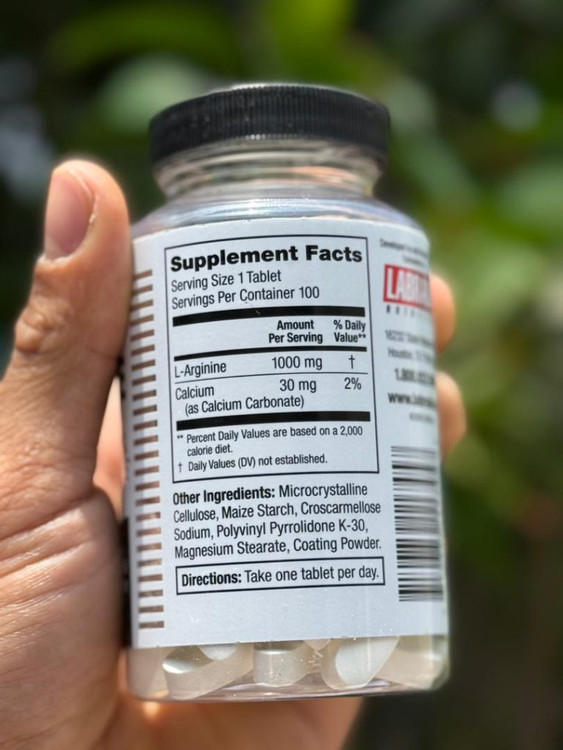 Supplement Facts
Serving Size 1 Tablet
Servings Per Container 100
Amount Per Serving % Daily Value**
L-Arginine 1000 mg †
Calcium 30 mg 2%
(as Calcium Carbonate)
** Percent Daily Values are based on a 2,000
calorie diet.
† Daily Values (DV) not established.
Other Ingredients: Microcrystalline
Cellulose, Maize Starch, Croscarmellose
Sodium, Polyvinyl Pyrrolidone K-30,
Magnesium Stearate, Coating Powder.
Directions: Take one tablet per day.
Houston,